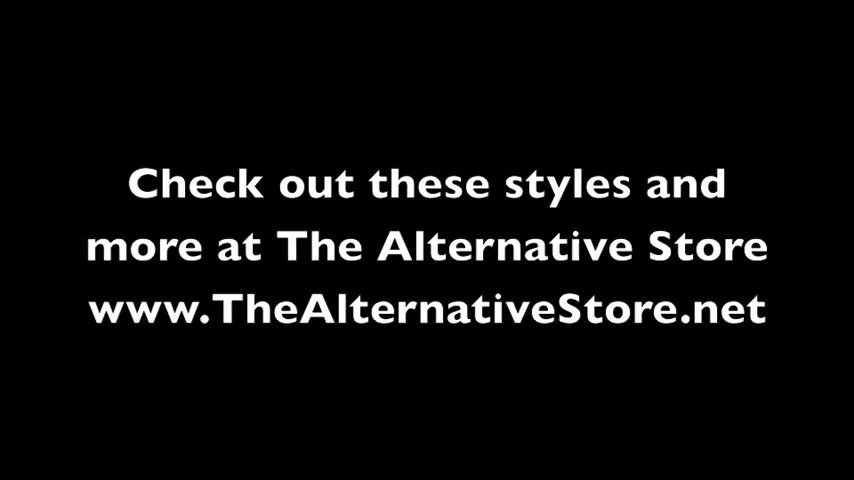 Check out these styles and
more at The Alternative Store
www.TheAlternativeStore.net